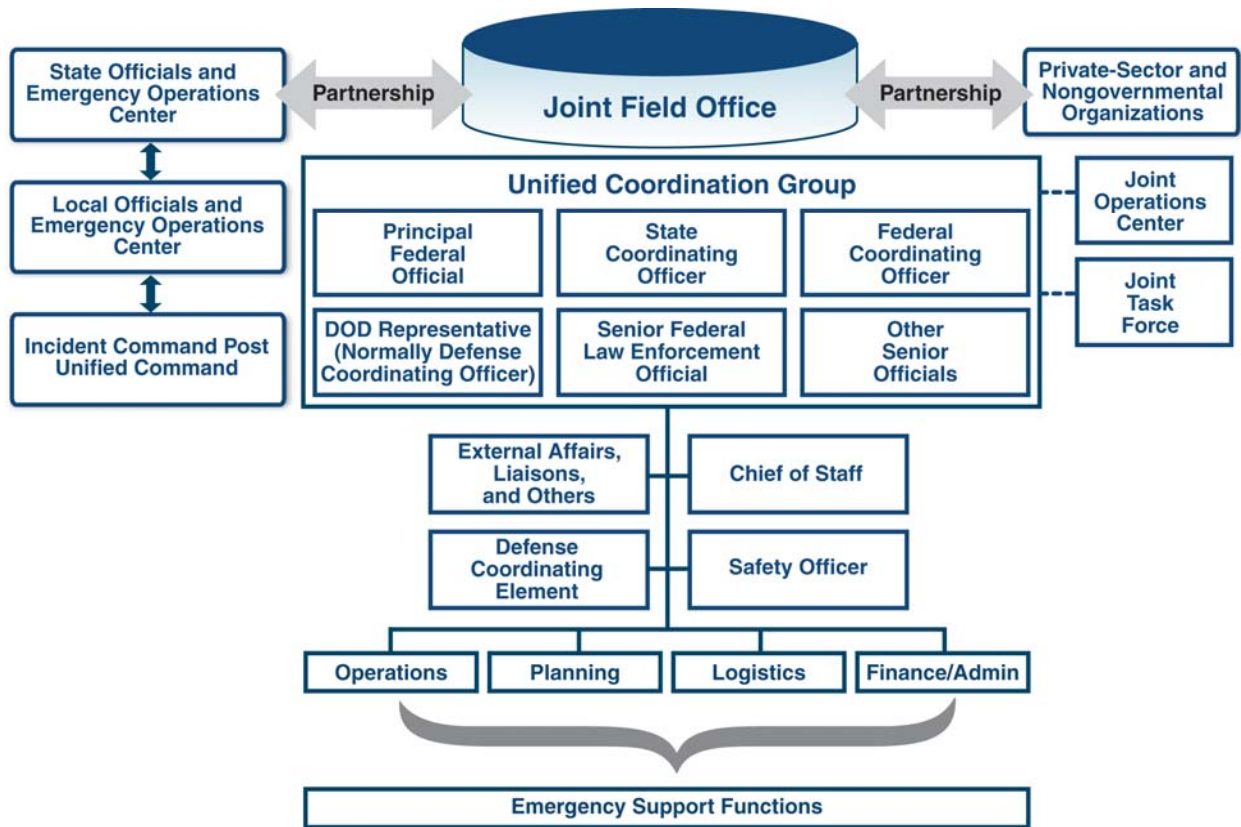 State Officials and
Emergency Operations
Center
Partnership
Joint Field Office
Partnership
Private-Sector and
Nongovernmental
Organizations
Local Officials and
Emergency Operations
Center
Incident Command Post
Unified Command
Unified Coordination Group
Principal
Federal
Official
State
Coordinating
Officer
Federal
Coordinating
Officer
DOD Representative
(Normally Defense
Coordinating Officer)
Senior Federal
Law Enforcement
Official
Other
Senior
Officials
Joint
Operations
Center
Joint
Task
Force
External Affairs,
Liaisons,
and Others
Chief of Staff
Defense
Coordinating
Element
Safety Officer
Operations
Planning
Logistics
Finance/Admin
Emergency Support Functions